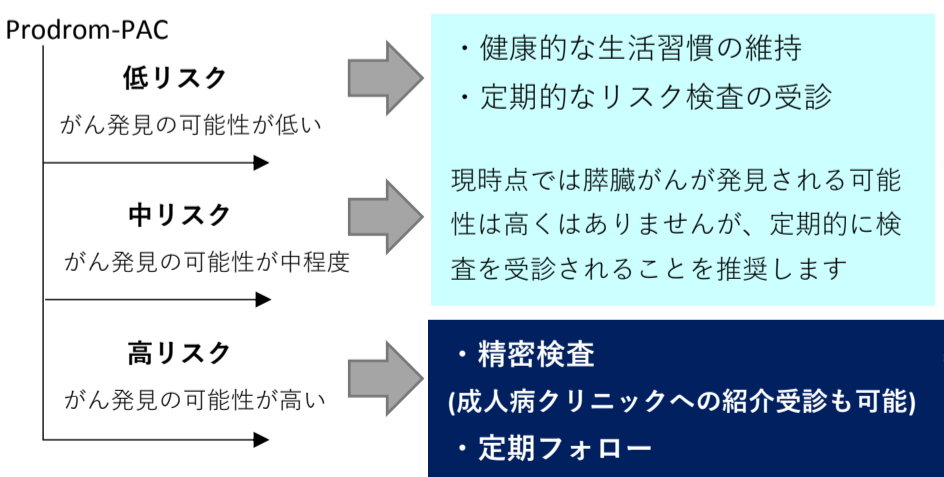 Prodrom-PAC
低リスク
がん発見の可能性が低い
・健康的な生活習慣の維持
・定期的なリスク検査の受診
中リスク
がん発見の可能性が中程度
現時点では膵臓がんが発見される可能
性は高くはありませんが、定期的に検
査を受診されることを推奨します
高リスク
がん発見の可能性が高い
・精密検査
(成人病クリニックへの紹介受診も可能)
・定期フォロー